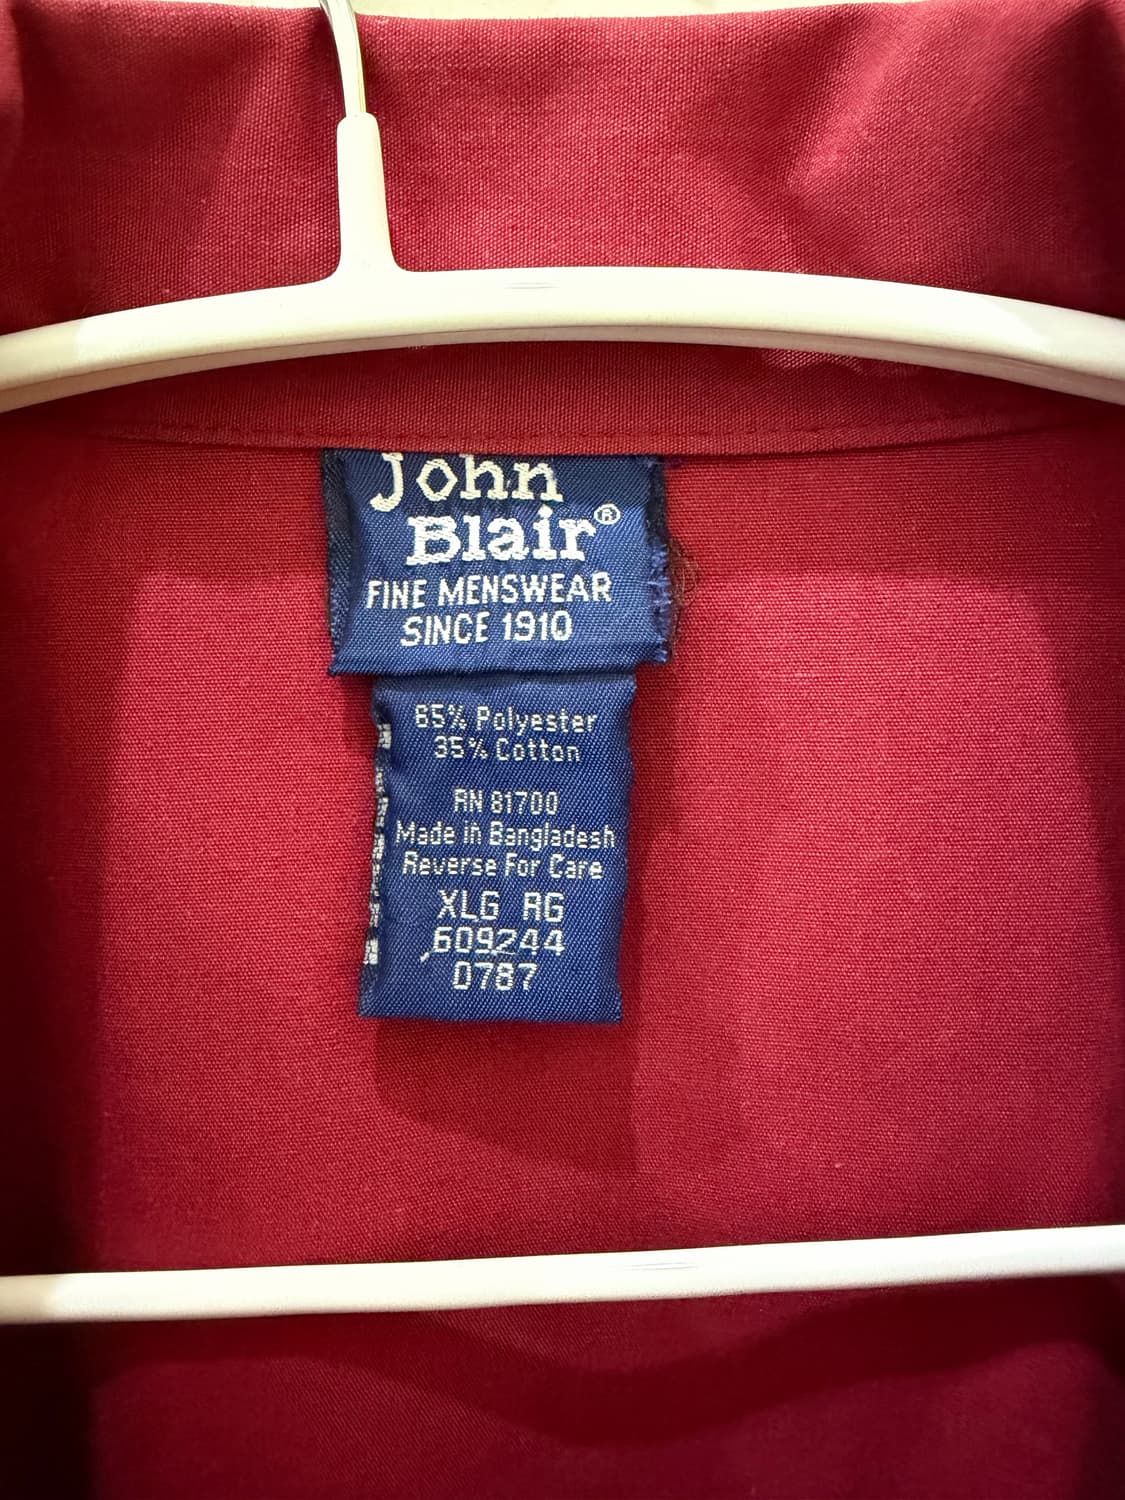 John
Blair®
FINE MENSWEAR
SINCE 1910
65% Polyester
35% Cotton
RN 81700
Made in Bangladesh
Reverse For Care
XLG RG
609244
0787